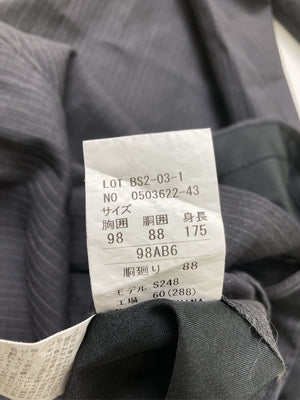 LOT BS2-03-1
NO 0503622-43
サイズ
胸囲 胴囲 身長
98 88 175
98AB6
胴廻り 88
モデル S248
工場 60(288)